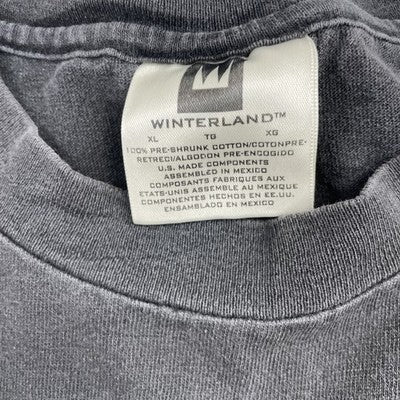 WINTERLAND™
XL TG XG
100% PRE-SHRUNK COTTON/COTONPRE-
RETRECI/ALGODON PRE-ENCOGIDO
U.S. MADE COMPONENTS
ASSEMBLED IN MEXICO
COMPOSANTS FABRIQUES AUX
ETATS-UNIS ASSEMBLE AU MEXIQUE
COMPONENTES HECHOS EN EE.UU.
ENSAMBLADO EN MEXICO